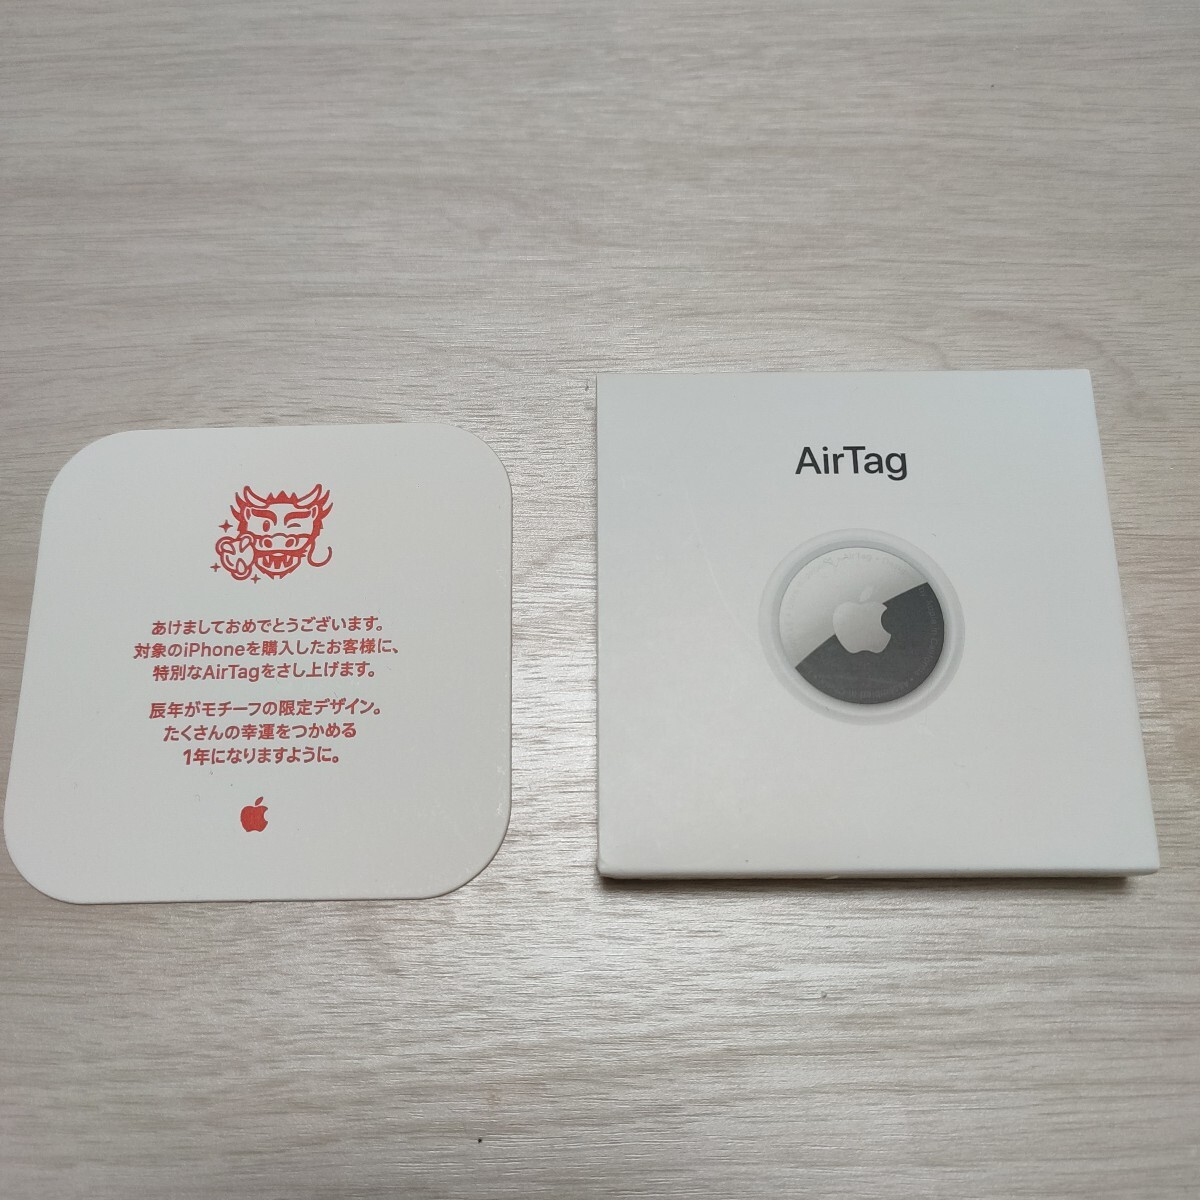 あけましておめでとうございます。
対象のiPhoneを購入したお客様に、
特別なAirTagをさし上げます。
辰年がモチーフの限定デザイン。
たくさんの幸運をつかめる
1年になりますように。
AirTag